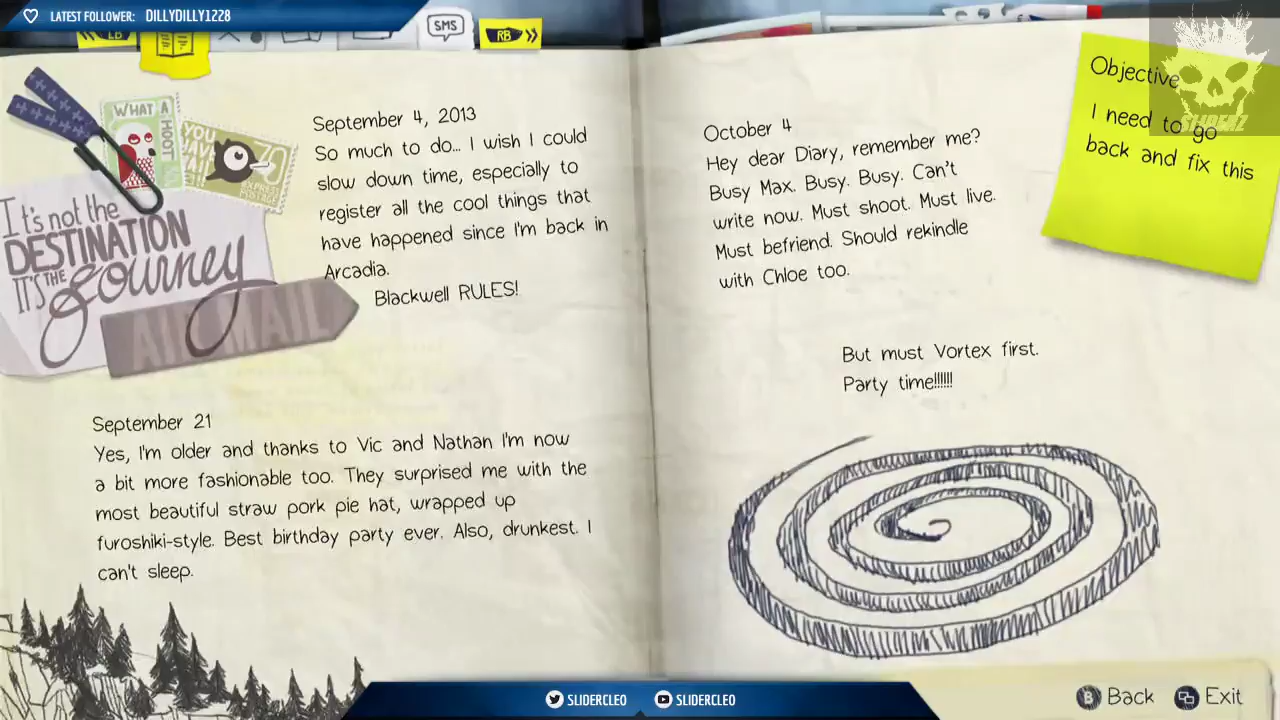 LATEST FOLLOWER: DILLYDILLY1228
LB
SMS
RB
WHAT A HOOT
YOU HAVE
EXPRESS POSTAGE
It's not the
DESTINATION
IT'S THE
journey
AIR MAIL
September 4, 2013
So much to do... I wish I could
slow down time, especially to
register all the cool things that
have happened since I'm back in
Arcadia.
Blackwell RULES!
September 21
Yes, I'm older and thanks to Vic and Nathan I'm now
a bit more fashionable too. They surprised me with the
most beautiful straw pork pie hat, wrapped up
furoshiki-style. Best birthday party ever. Also, drunkest. I
can't sleep.
October 4
Hey dear Diary, remember me?
Busy Max. Busy. Busy. Can't
write now. Must shoot. Must live.
Must befriend. Should rekindle
with Chloe too.
But must Vortex first.
Party time!!!!!!
Objective
I need to go
back and fix this
SLIDERZ
SLIDERCLEO
SLIDERCLEO
B Back
Exit